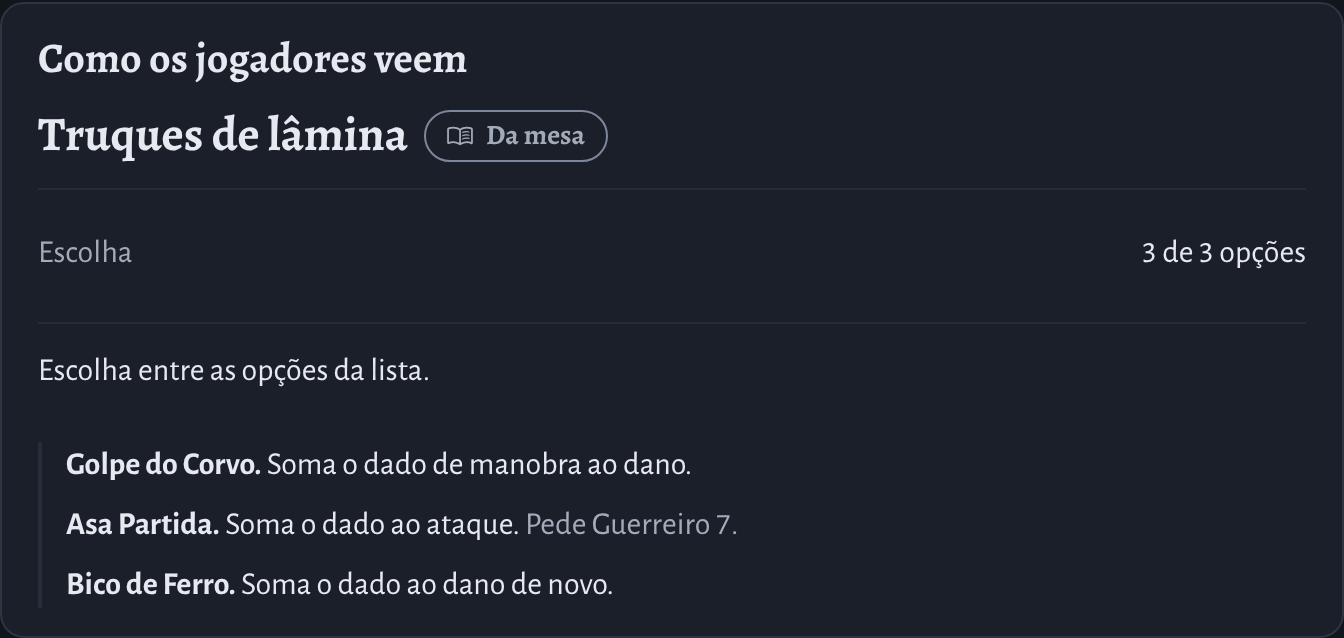 Como os jogadores veem
Truques de lâmina
Da mesa
Escolha
3 de 3 opções
Escolha entre as opções da lista.
Golpe do Corvo. Soma o dado de manobra ao dano.
Asa Partida. Soma o dado ao ataque. Pede Guerreiro 7.
Bico de Ferro. Soma o dado ao dano de novo.